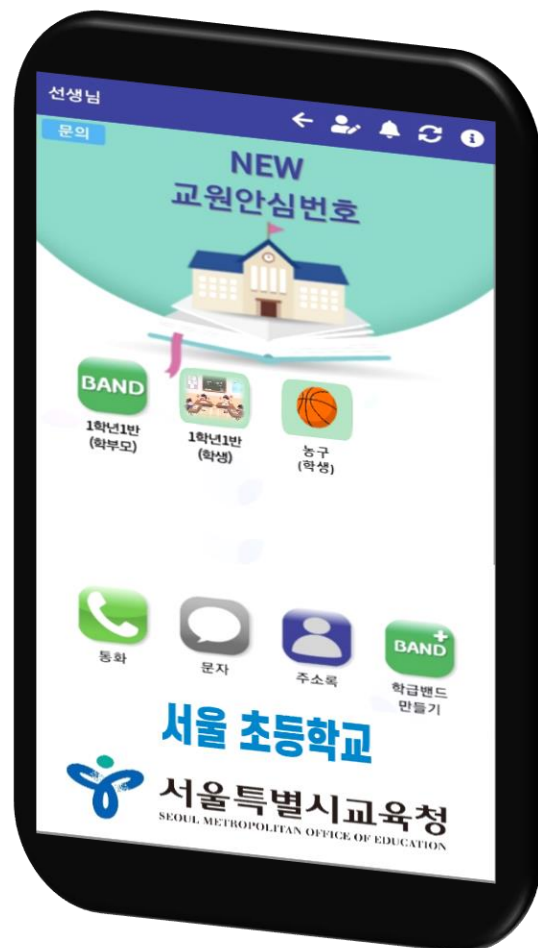 선생님
문의
NEW
교원안심번호
BAND
1학년1반
(학부모)
1학년1반
(학생)
농구
(학생)
통화
문자
주소록
BAND
학급밴드
만들기
서울 초등학교
서울특별시교육청
SEOUL METROPOLITAN OFFICE OF EDUCATION